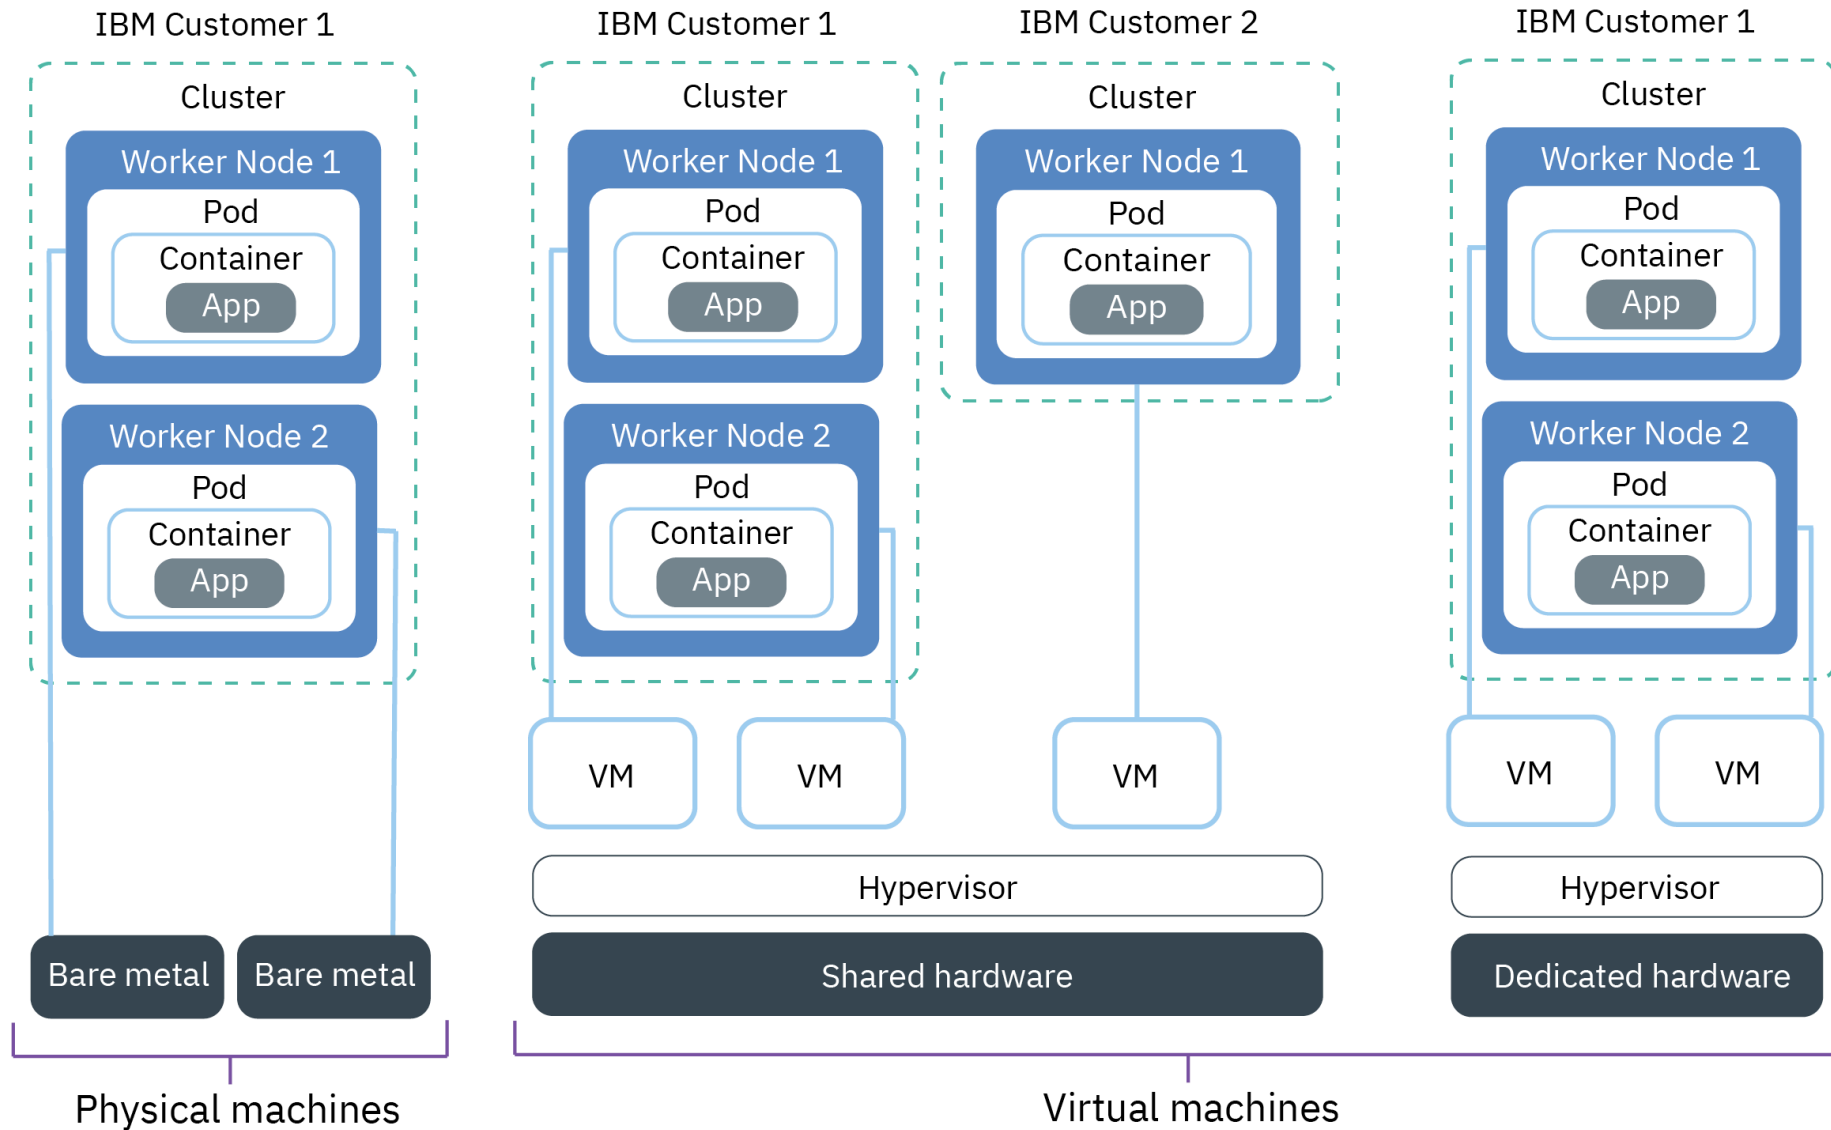 IBM Customer 1
Cluster
Worker Node 1
Pod
Container
App
Worker Node 2
Pod
Container
App
Bare metal
Bare metal
Physical machines
IBM Customer 1
Cluster
Worker Node 1
Pod
Container
App
Worker Node 2
Pod
Container
App
VM
VM
IBM Customer 2
Cluster
Worker Node 1
Pod
Container
App
VM
Hypervisor
Shared hardware
IBM Customer 1
Cluster
Worker Node 1
Pod
Container
App
Worker Node 2
Pod
Container
App
VM
VM
Hypervisor
Dedicated hardware
Virtual machines